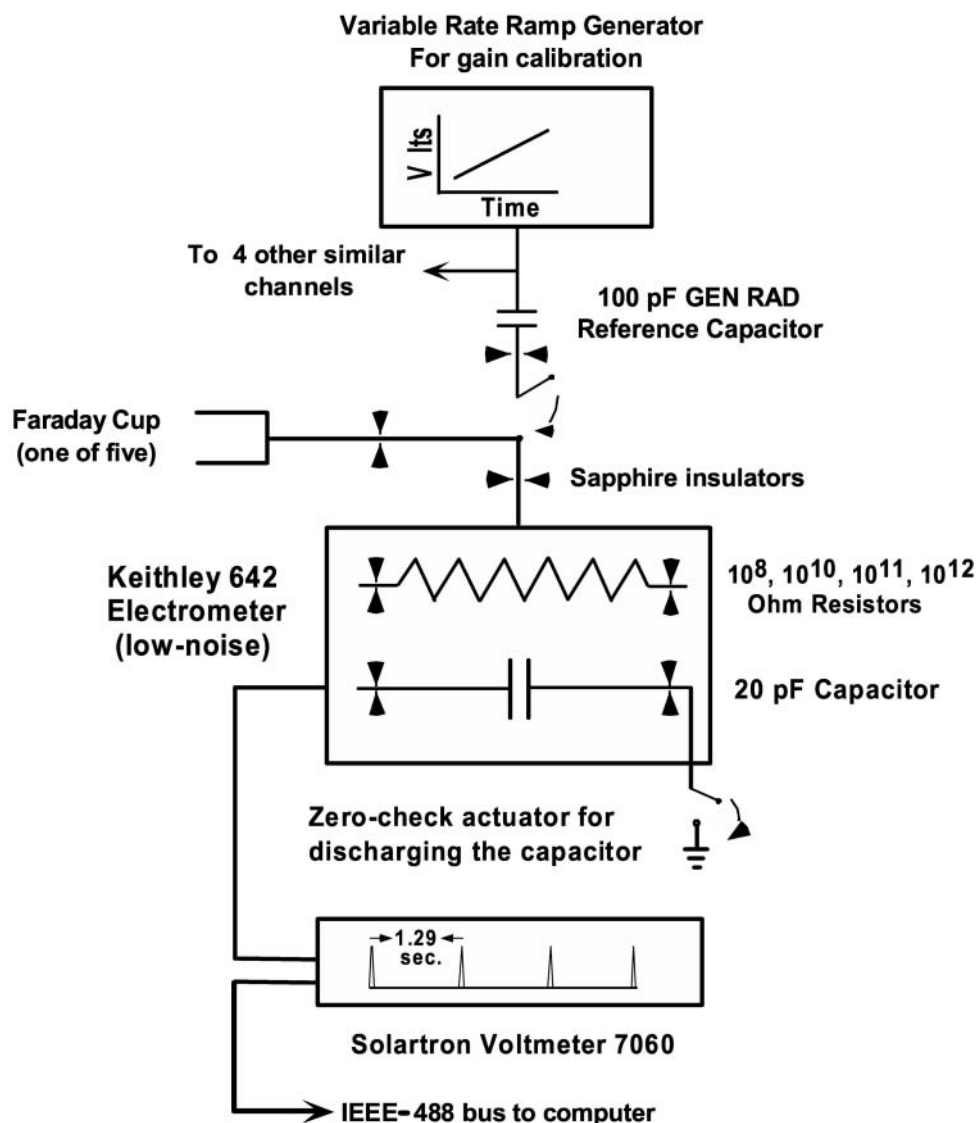 Variable Rate Ramp Generator
For gain calibration
V lts
Time
To 4 other similar
channels
100 pF GEN RAD
Reference Capacitor
Faraday Cup
(one of five)
Sapphire insulators
Keithley 642
Electrometer
(low-noise)
10⁸, 10¹⁰, 10¹¹, 10¹²
Ohm Resistors
20 pF Capacitor
Zero-check actuator for
discharging the capacitor
1.29
sec.
Solartron Voltmeter 7060
IEEE-488 bus to computer